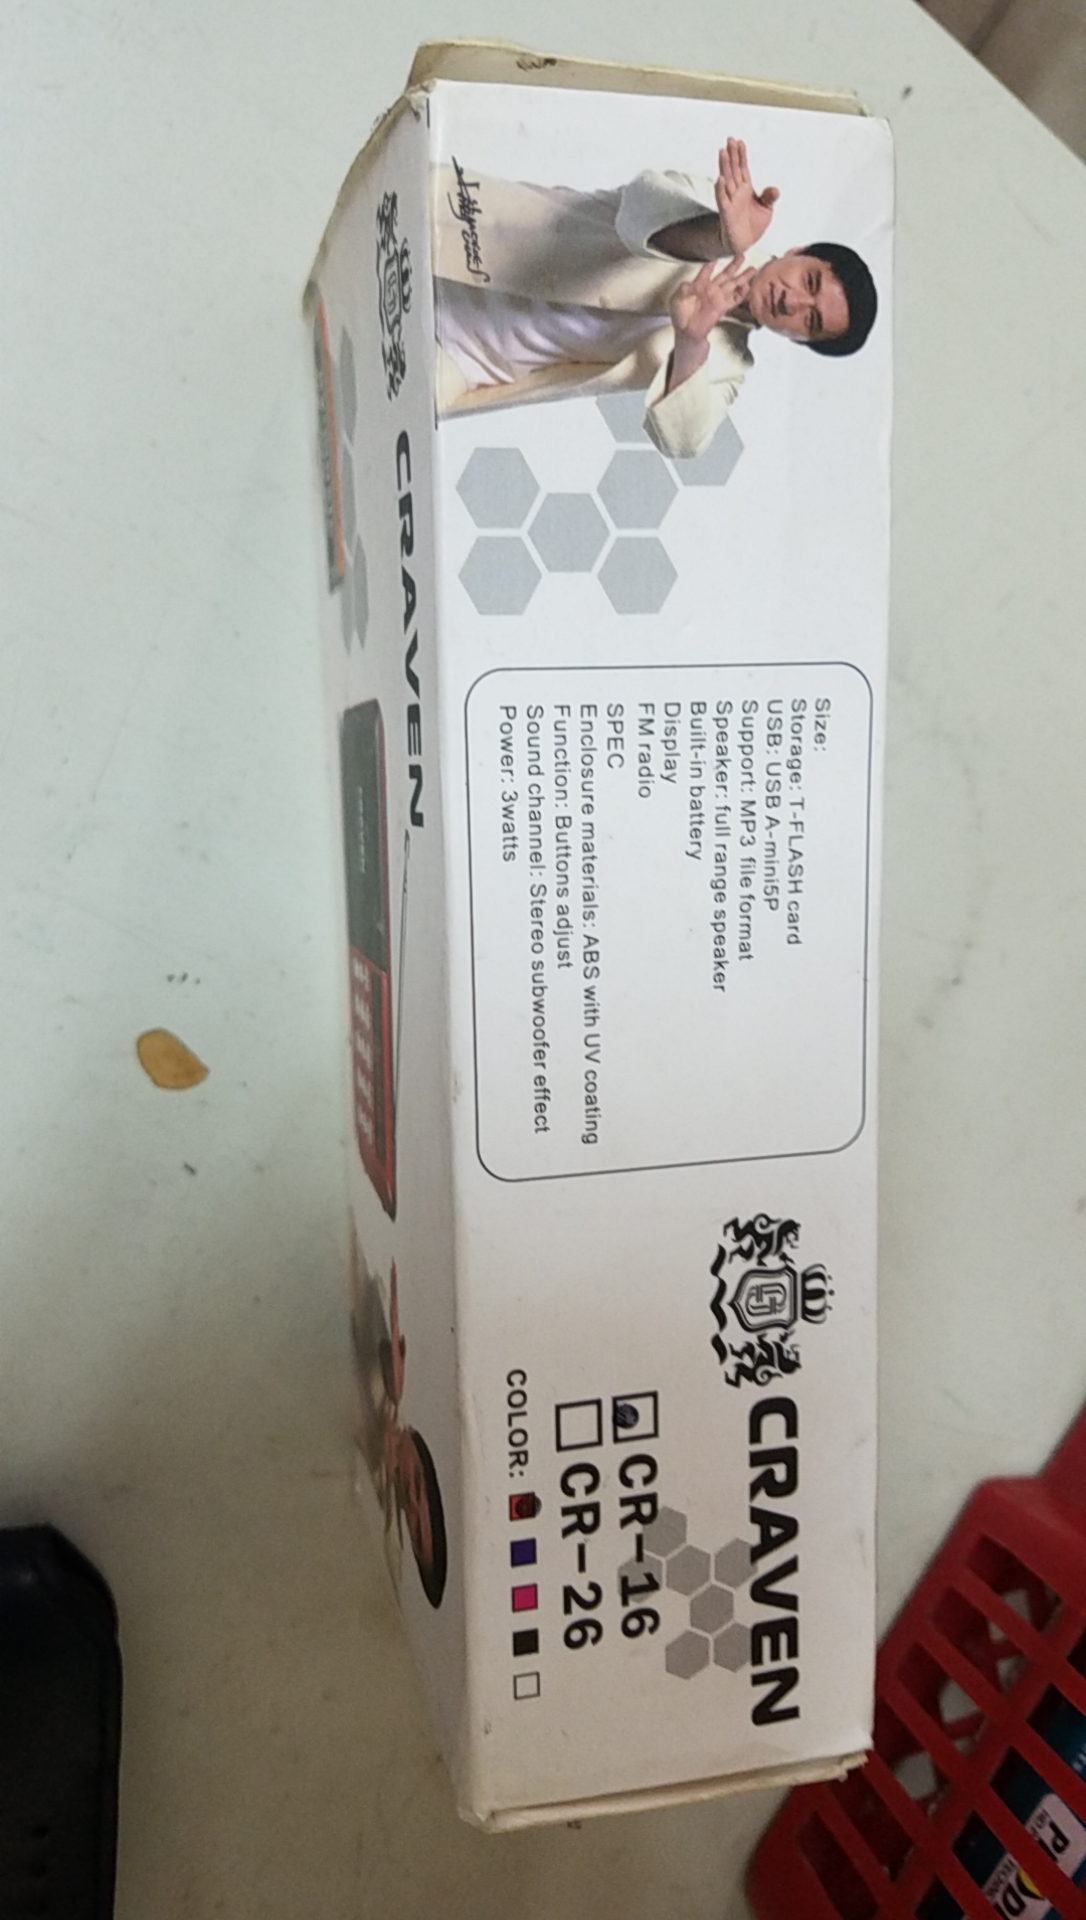 Size:
Storage: T-FLASH card
USB: USB A-mini5P
Support: MP3 file format
Speaker: full range speaker
Built-in battery
Display
FM radio
SPEC
Enclosure materials: ABS with UV coating
Function: Buttons adjust
Sound channel: Stereo subwoofer effect
Power: 3watts
CRAVEN
CR-16
CR-26
COLOR:
CRAVEN